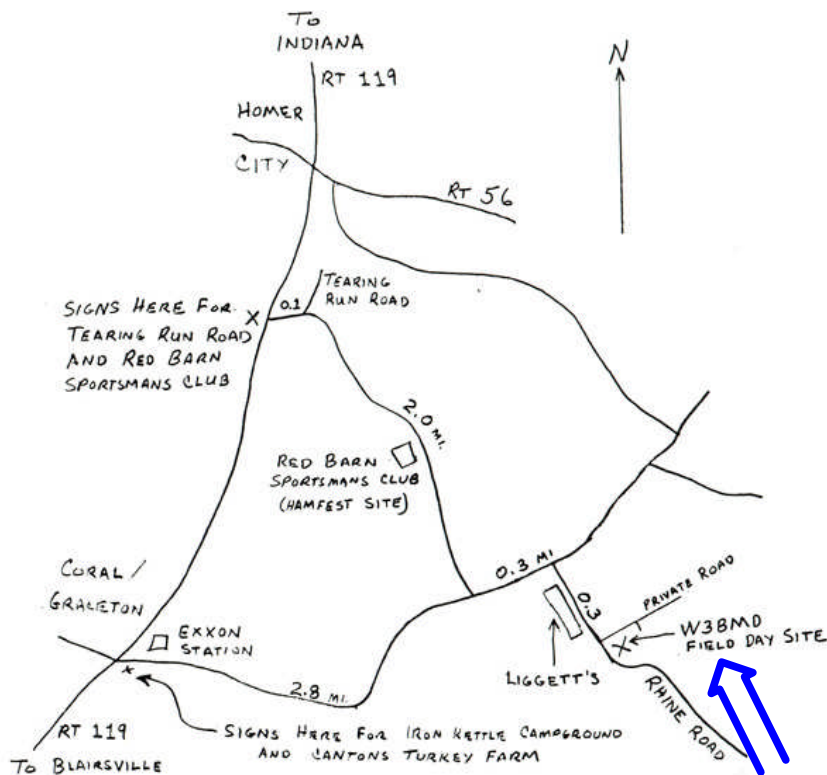 TO
INDIANA
RT 119
N
HOMER
CITY
RT 56
TEARING
RUN ROAD
0.1
SIGNS HERE FOR
TEARING RUN ROAD
AND RED BARN
SPORTSMANS CLUB
X
2.0 MI.
RED BARN
SPORTSMANS CLUB
(HAMFEST SITE)
0.3 MI
0.3
PRIVATE ROAD
CORAL/
GRACETON
EXXON
STATION
X
W3BMD
FIELD DAY SITE
LIGGETT'S
X
2.8 MI.
RHINE ROAD
RT 119
SIGNS HERE FOR IRON KETTLE CAMPGROUND
AND CANTONS TURKEY FARM
TO BLAIRSVILLE